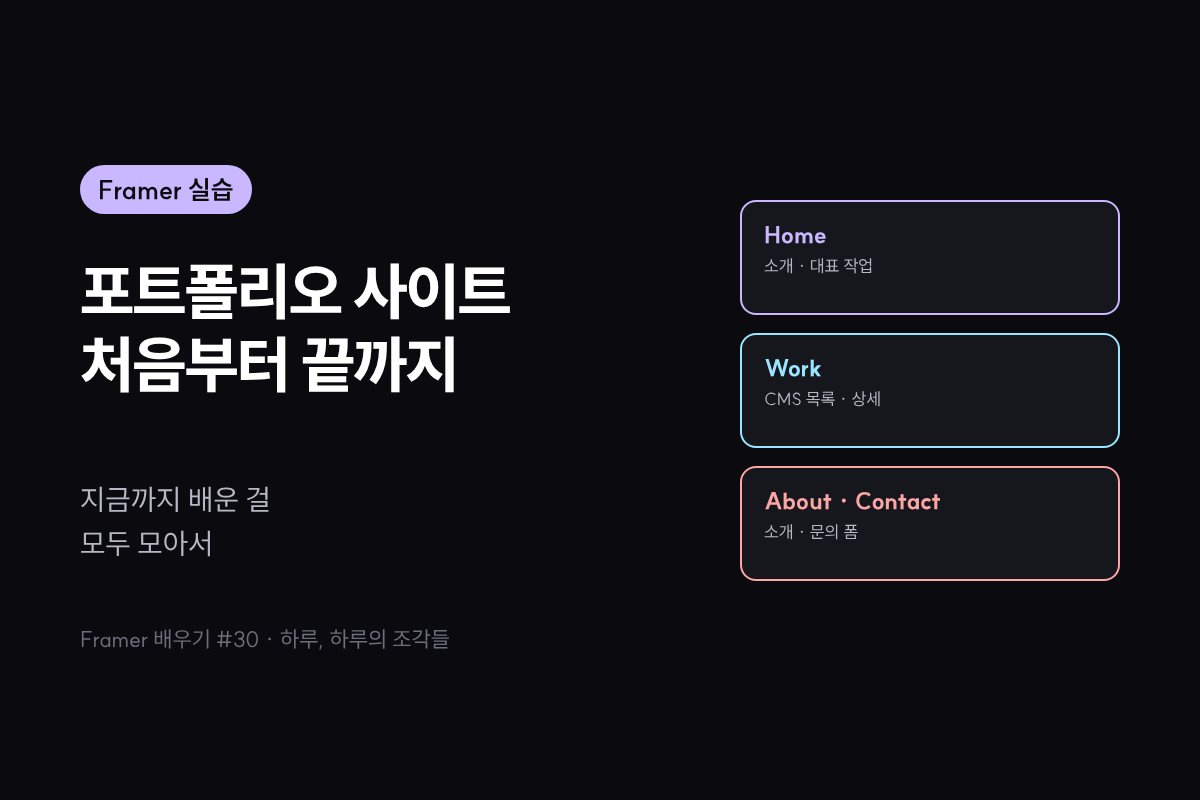 Framer 실습
포트폴리오 사이트
처음부터 끝까지
지금까지 배운 걸
모두 모아서
Framer 배우기 #30 · 하루, 하루의 조각들
Home
소개 · 대표 작업
Work
CMS 목록 · 상세
About · Contact
소개 · 문의 폼